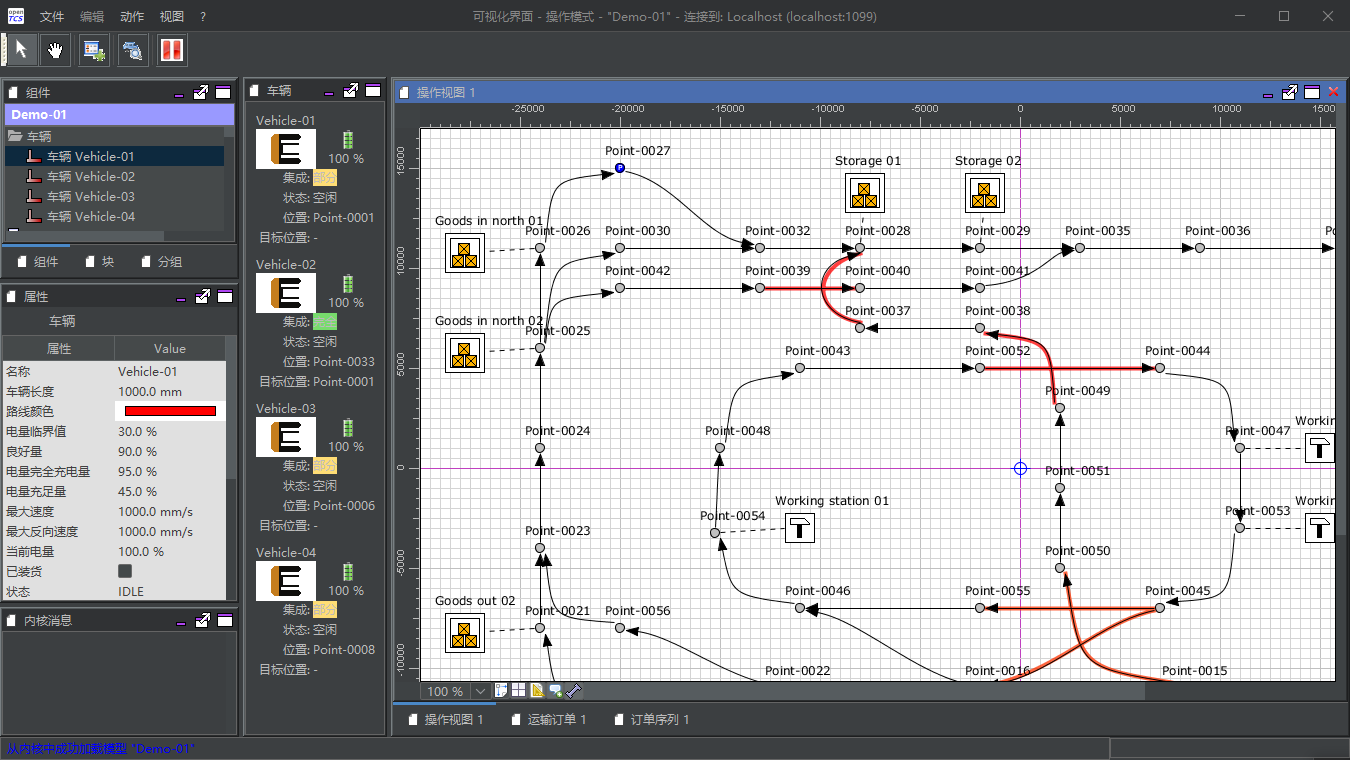 open TCS 文件 编辑 动作 视图 ? 可视化界面 - 操作模式 - "Demo-01" - 连接到: Localhost (localhost:1099)
组件
Demo-01
车辆
车辆 Vehicle-01
车辆 Vehicle-02
车辆 Vehicle-03
车辆 Vehicle-04
组件 块 分组
属性
车辆
属性 Value
名称 Vehicle-01
车辆长度 1000.0 mm
路线颜色
电量临界值 30.0 %
良好量 90.0 %
电量完全充电量 95.0 %
电量充足量 45.0 %
最大速度 1000.0 mm/s
最大反向速度 1000.0 mm/s
当前电量 100.0 %
已装货
状态 IDLE
内核消息
车辆
Vehicle-01
100 %
集成: 部分
状态: 空闲
位置: Point-0001
目标位置: -
Vehicle-02
100 %
集成:
状态: 空闲
位置: Point-0033
目标位置: Point-0001
Vehicle-03
100 %
集成: 部分
状态: 空闲
位置: Point-0006
目标位置: -
Vehicle-04
100 %
集成: 部分
状态: 空闲
位置: Point-0008
目标位置: -
操作视图 1
-25000 -20000 -15000 -10000 -5000 0 5000 10000 1500
15000
10000
5000
0
-5000
-10000
Point-0027
P
Storage 01 Storage 02
Goods in north 01
Point-0026 Point-0030 Point-0032 Point-0028 Point-0029 Point-0035 Point-0036
Point-0042 Point-0039 Point-0040 Point-0041
Goods in north 02 Point-0037 Point-0038
Point-0025
Point-0043 Point-0052 Point-0044
Point-0049
Workin
Point-0024 Point-0048 Point-0047
Point-0051
Working station 01 Workin
Point-0054 Point-0053
Point-0023
Point-0050
Point-0046 Point-0055 Point-0045
Goods out 02
Point-0021 Point-0056
Point-0022 Point-0016 Point-0015
100 %
操作视图 1 运输订单 1 订单序列 1
从内核中成功加载模型 "Demo-01"